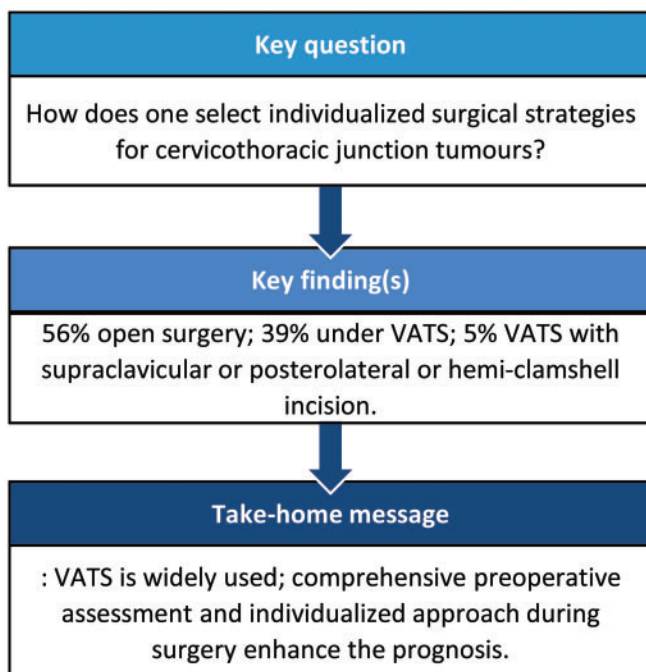 Key question
How does one select individualized surgical strategies
for cervicothoracic junction tumours?
Key finding(s)
56% open surgery; 39% under VATS; 5% VATS with
supraclavicular or posterolateral or hemi-clamshell
incision.
Take-home message
: VATS is widely used; comprehensive preoperative
assessment and individualized approach during
surgery enhance the prognosis.